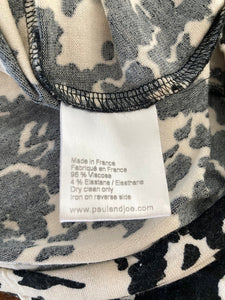 Made in France
Fabriqué en France
96 % Viscose
4 % Elastane / Elasthane
Dry clean only
Iron on reverse side
www.paulandjoe.com